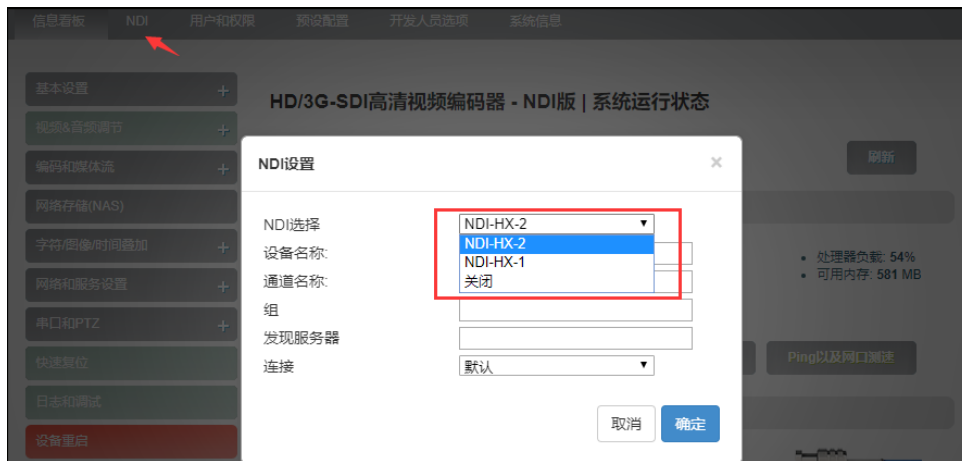 信息看板 NDI 用户和权限 预设配置 开发人员选项 系统信息
基本设置
HD/3G-SDI高清视频编码器 - NDI版 | 系统运行状态
视频&音频调节
刷新
编码和媒体流
网络存储(NAS)
字符/图像/时间叠加
网络和服务设置
串口和PTZ
快速复位
日志和调试
设备重启
NDI设置 ×
NDI选择 NDI-HX-2
NDI-HX-2
NDI-HX-1
关闭
设备名称:
通道名称:
组
发现服务器
连接 默认
取消 确定
处理器负载: 54%
可用内存: 581 MB
Ping以及网口测速